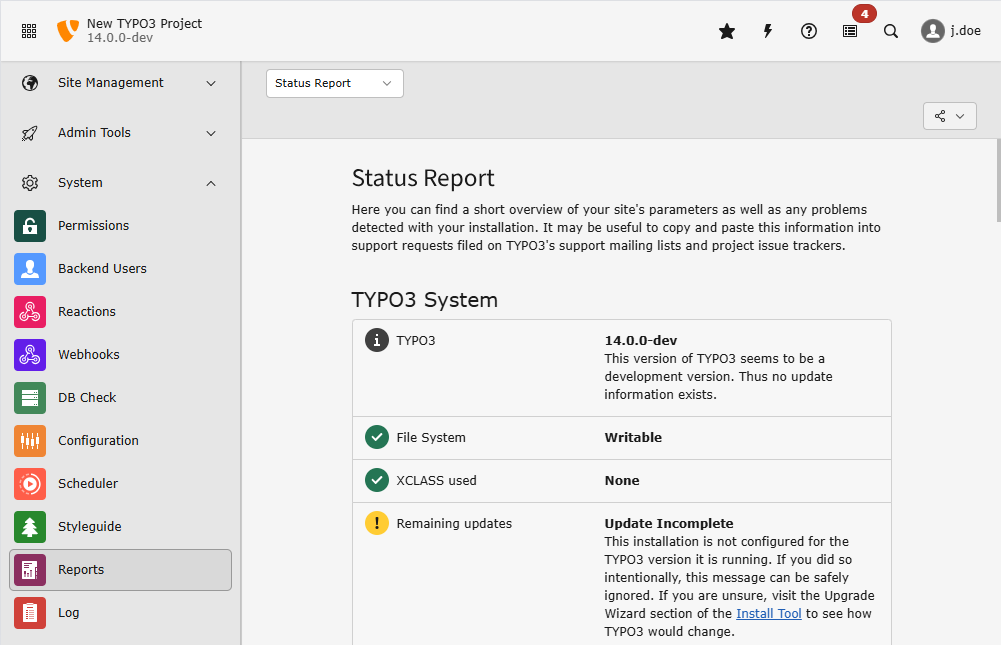 New TYPO3 Project
14.0.0-dev
4
j.doe
Site Management
Admin Tools
System
Permissions
Backend Users
Reactions
Webhooks
DB Check
Configuration
Scheduler
Styleguide
Reports
Log
Status Report
Status Report
Here you can find a short overview of your site's parameters as well as any problems
detected with your installation. It may be useful to copy and paste this information into
support requests filed on TYPO3's support mailing lists and project issue trackers.
TYPO3 System
TYPO3
14.0.0-dev
This version of TYPO3 seems to be a
development version. Thus no update
information exists.
File System
Writable
XCLASS used
None
Remaining updates
Update Incomplete
This installation is not configured for the
TYPO3 version it is running. If you did so
intentionally, this message can be safely
ignored. If you are unsure, visit the Upgrade
Wizard section of the Install Tool to see how
TYPO3 would change.